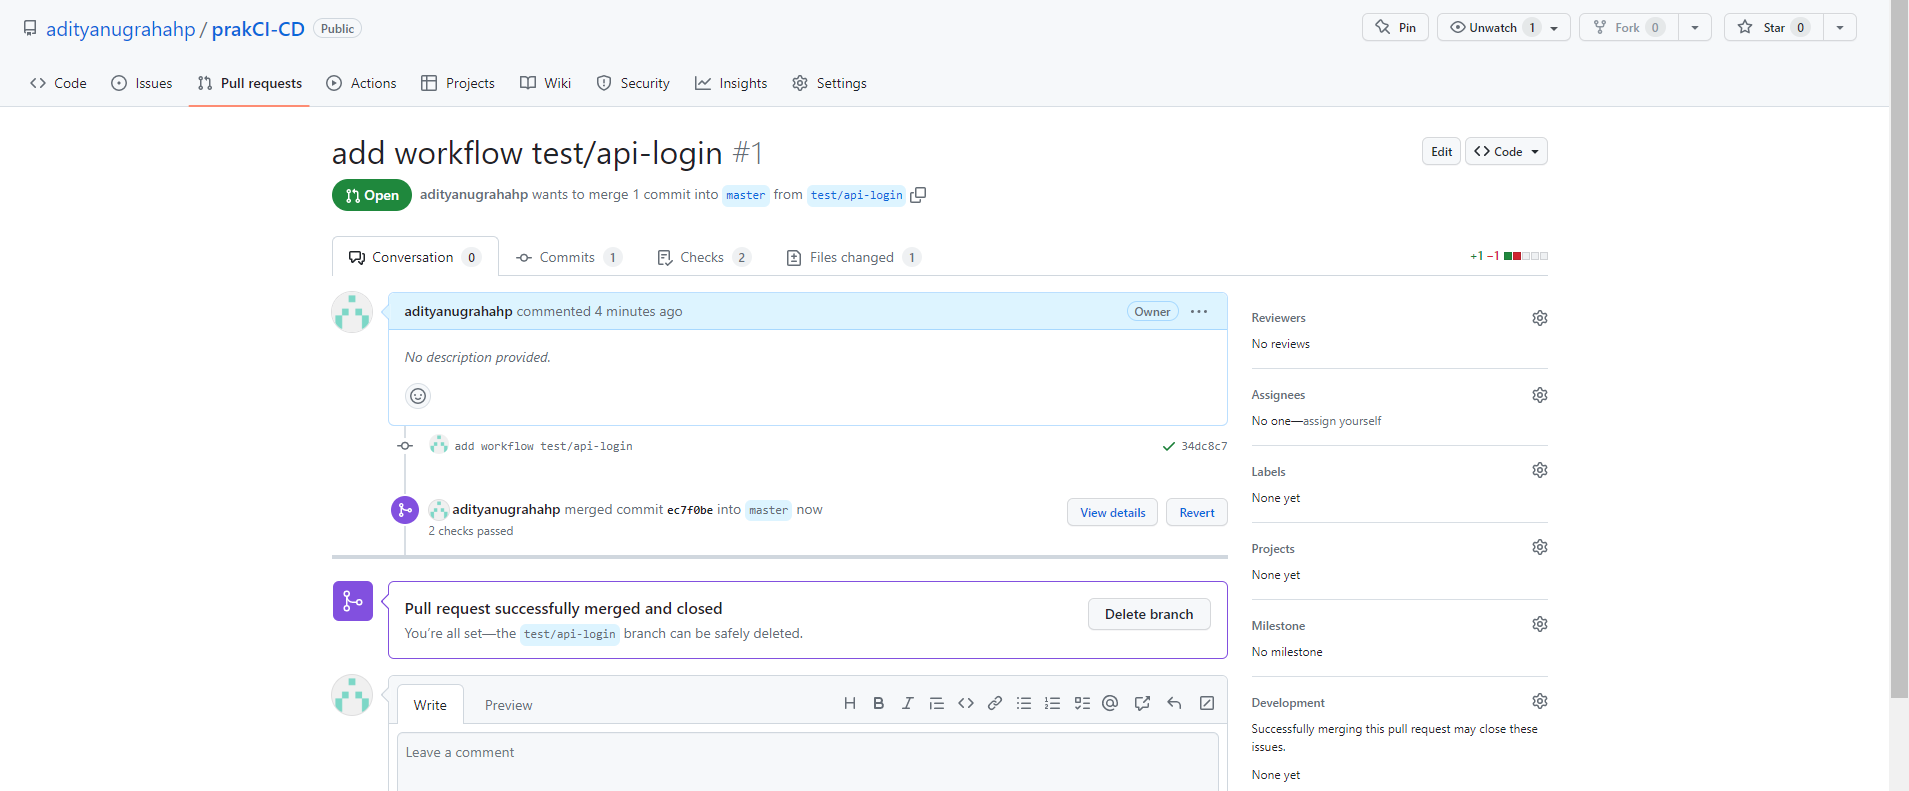 adityanugrahahp / prakCI-CD Public
Pin
Unwatch 1
Fork 0
Star 0
Code Issues Pull requests Actions Projects Wiki Security Insights Settings
add workflow test/api-login #1
Edit
Code
Open adityanugrahahp wants to merge 1 commit into master from test/api-login
Conversation 0 Commits 1 Checks 2 Files changed 1
+1 −1
adityanugrahahp commented 4 minutes ago
Owner
No description provided.
add workflow test/api-login
34dc8c7
adityanugrahahp merged commit ec7f0be into master now
2 checks passed
View details
Revert
Pull request successfully merged and closed
You're all set—the test/api-login branch can be safely deleted.
Delete branch
Write Preview
Leave a comment
Reviewers
No reviews
Assignees
No one—assign yourself
Labels
None yet
Projects
None yet
Milestone
No milestone
Development
Successfully merging this pull request may close these
issues.
None yet